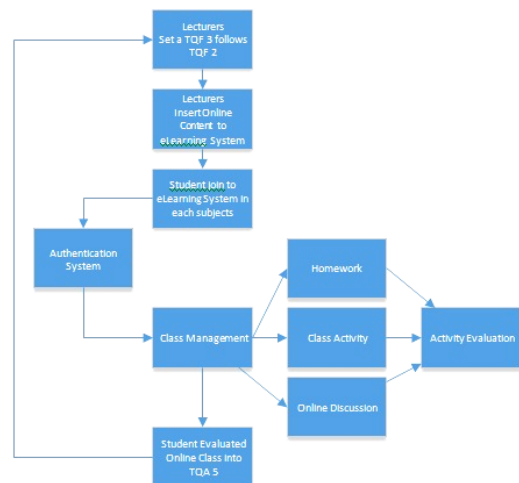 Lecturers
Set a TQF 3 follows
TQF 2
Lecturers
Insert Online
Content to
eLearning System
Student join to
eLearning System in
each subjects
Authentication
System
Homework
Class Management
Class Activity
Activity Evaluation
Online Discussion
Student Evaluated
Online Class into
TQA 5